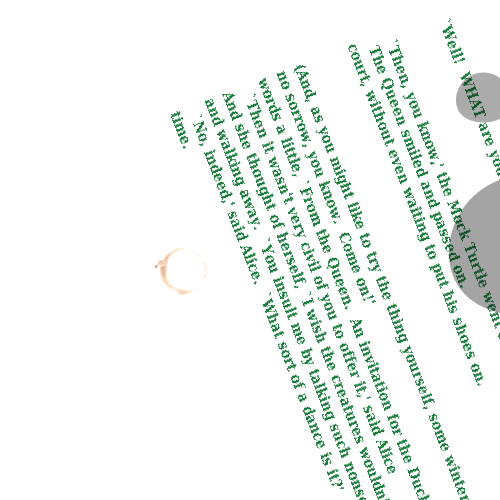 `Well! WHAT are you
`Then, you know,' the Mock Turtle went
The Queen smiled and passed on.
court, without even waiting to put his shoes on.
(And, as you might like to try the thing yourself, some winter
no sorrow, you know. Come on!'
words a little, `From the Queen. An invitation for the
`Then it wasn't very civil of you to offer it,' said Alice
And she thought of herself, `I wish the creatures
and walking away. `You insult me by talking such
`No, indeed,' said Alice. `What sort of a dance is it?'
time.